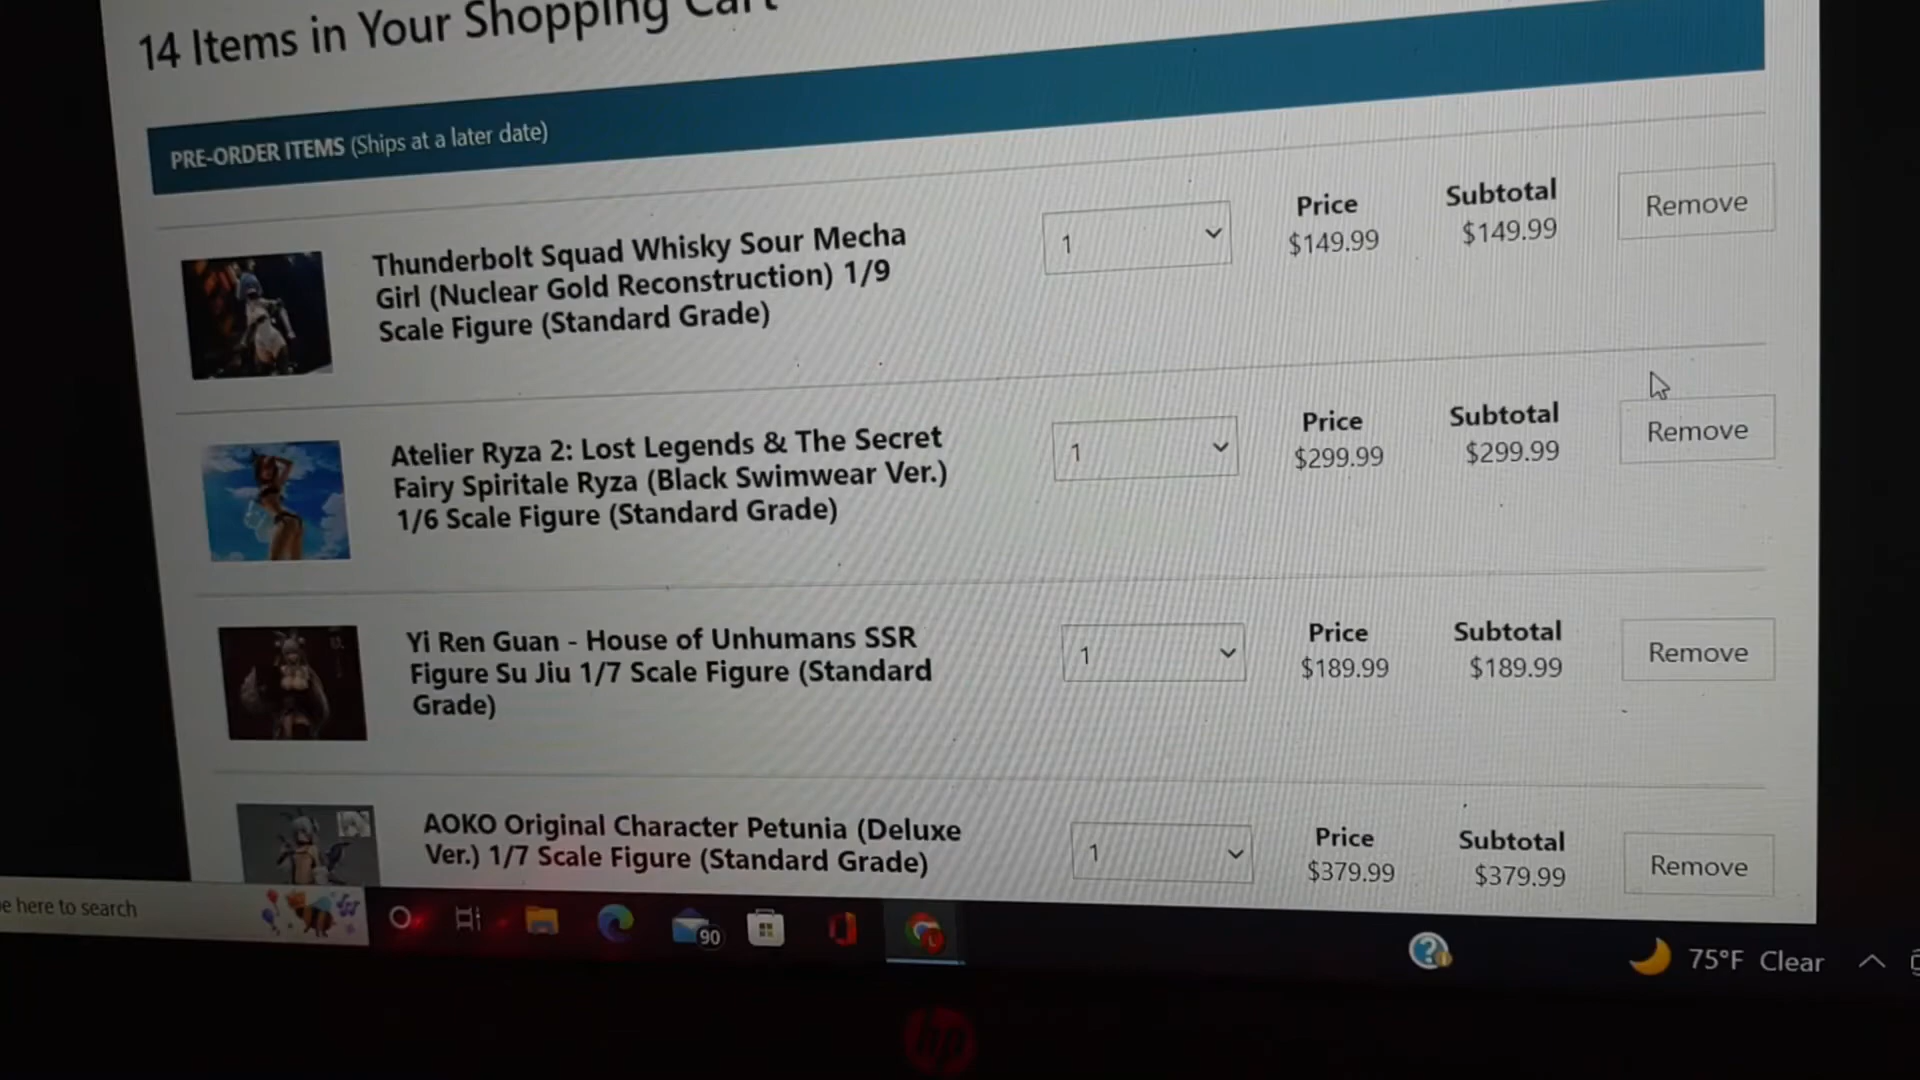 14 Items in Your Shopping Cart
PRE-ORDER ITEMS (Ships at a later date)
Thunderbolt Squad Whisky Sour Mecha
Girl (Nuclear Gold Reconstruction) 1/9
Scale Figure (Standard Grade)
1
Price
$149.99
Subtotal
$149.99
Remove
Atelier Ryza 2: Lost Legends & The Secret
Fairy Spiritale Ryza (Black Swimwear Ver.)
1/6 Scale Figure (Standard Grade)
1
Price
$299.99
Subtotal
$299.99
Remove
Yi Ren Guan - House of Unhumans SSR
Figure Su Jiu 1/7 Scale Figure (Standard
Grade)
1
Price
$189.99
Subtotal
$189.99
Remove
AOKO Original Character Petunia (Deluxe
Ver.) 1/7 Scale Figure (Standard Grade)
1
Price
$379.99
Subtotal
$379.99
Remove
e here to search
90
L
75°F Clear
hp